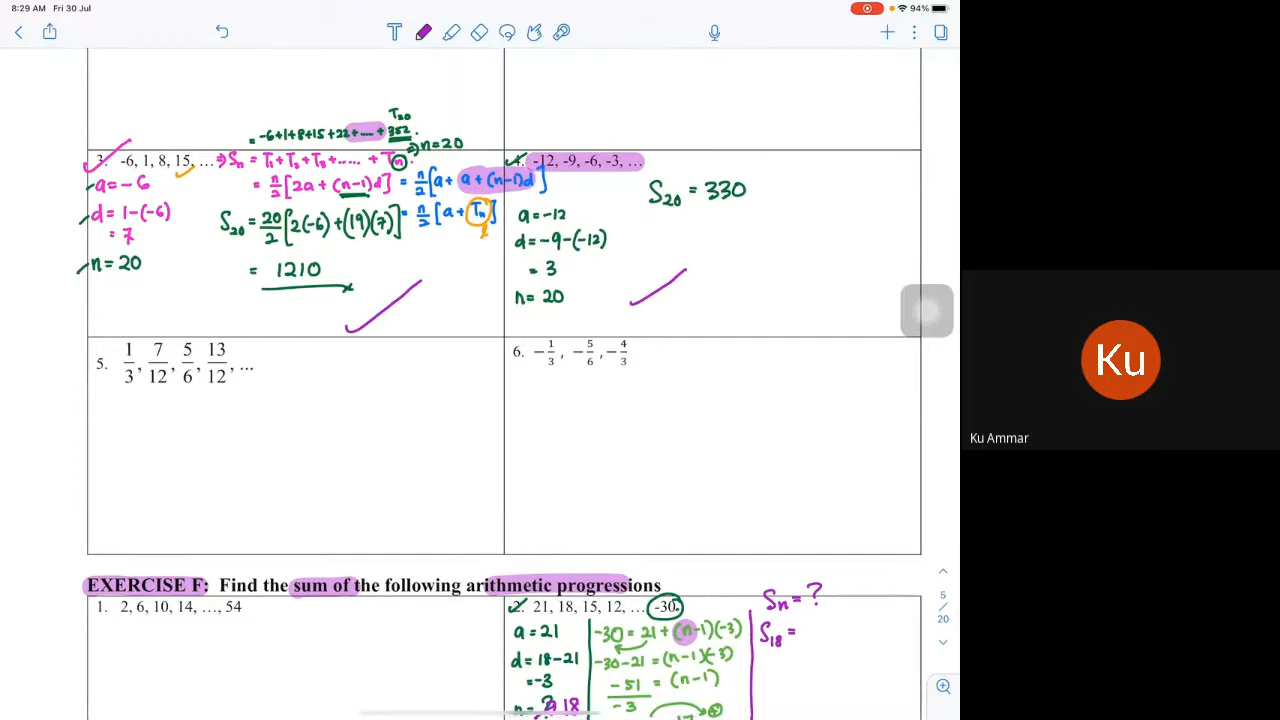 8:29 AM Fri 30 Jul
94%
T₂₀
= -6+1+8+15+22+....+352.
⇒ n=20
3. -6, 1, 8, 15, … ⇒ Sₙ = T₁+T₂+T₃+.....+Tₙ.
a=-6
= n/2 [2a + (n-1)d] = n/2 [a + a+(n-1)d]
d = 1-(-6)
= 7
S₂₀ = 20/2 [2(-6)+(19)(7)] = n/2 [a + Tₙ]
n=20
= 1210
4. -12, -9, -6, -3, …
S₂₀ = 330
a=-12
d= -9-(-12)
= 3
n= 20
5. 1/3, 7/12, 5/6, 13/12, ...
6. -1/3, -5/6, -4/3
EXERCISE F: Find the sum of the following arithmetic progressions
1. 2, 6, 10, 14, …, 54
2. 21, 18, 15, 12, … -30.
a=21
d= 18-21
=-3
n= 18
-30 = 21 + (n-1)(-3)
-30-21 = (n-1)(-3)
-51/-3 = (n-1)
Sₙ = ?
S₁₈ =
5
/
20
Ku
Ku Ammar